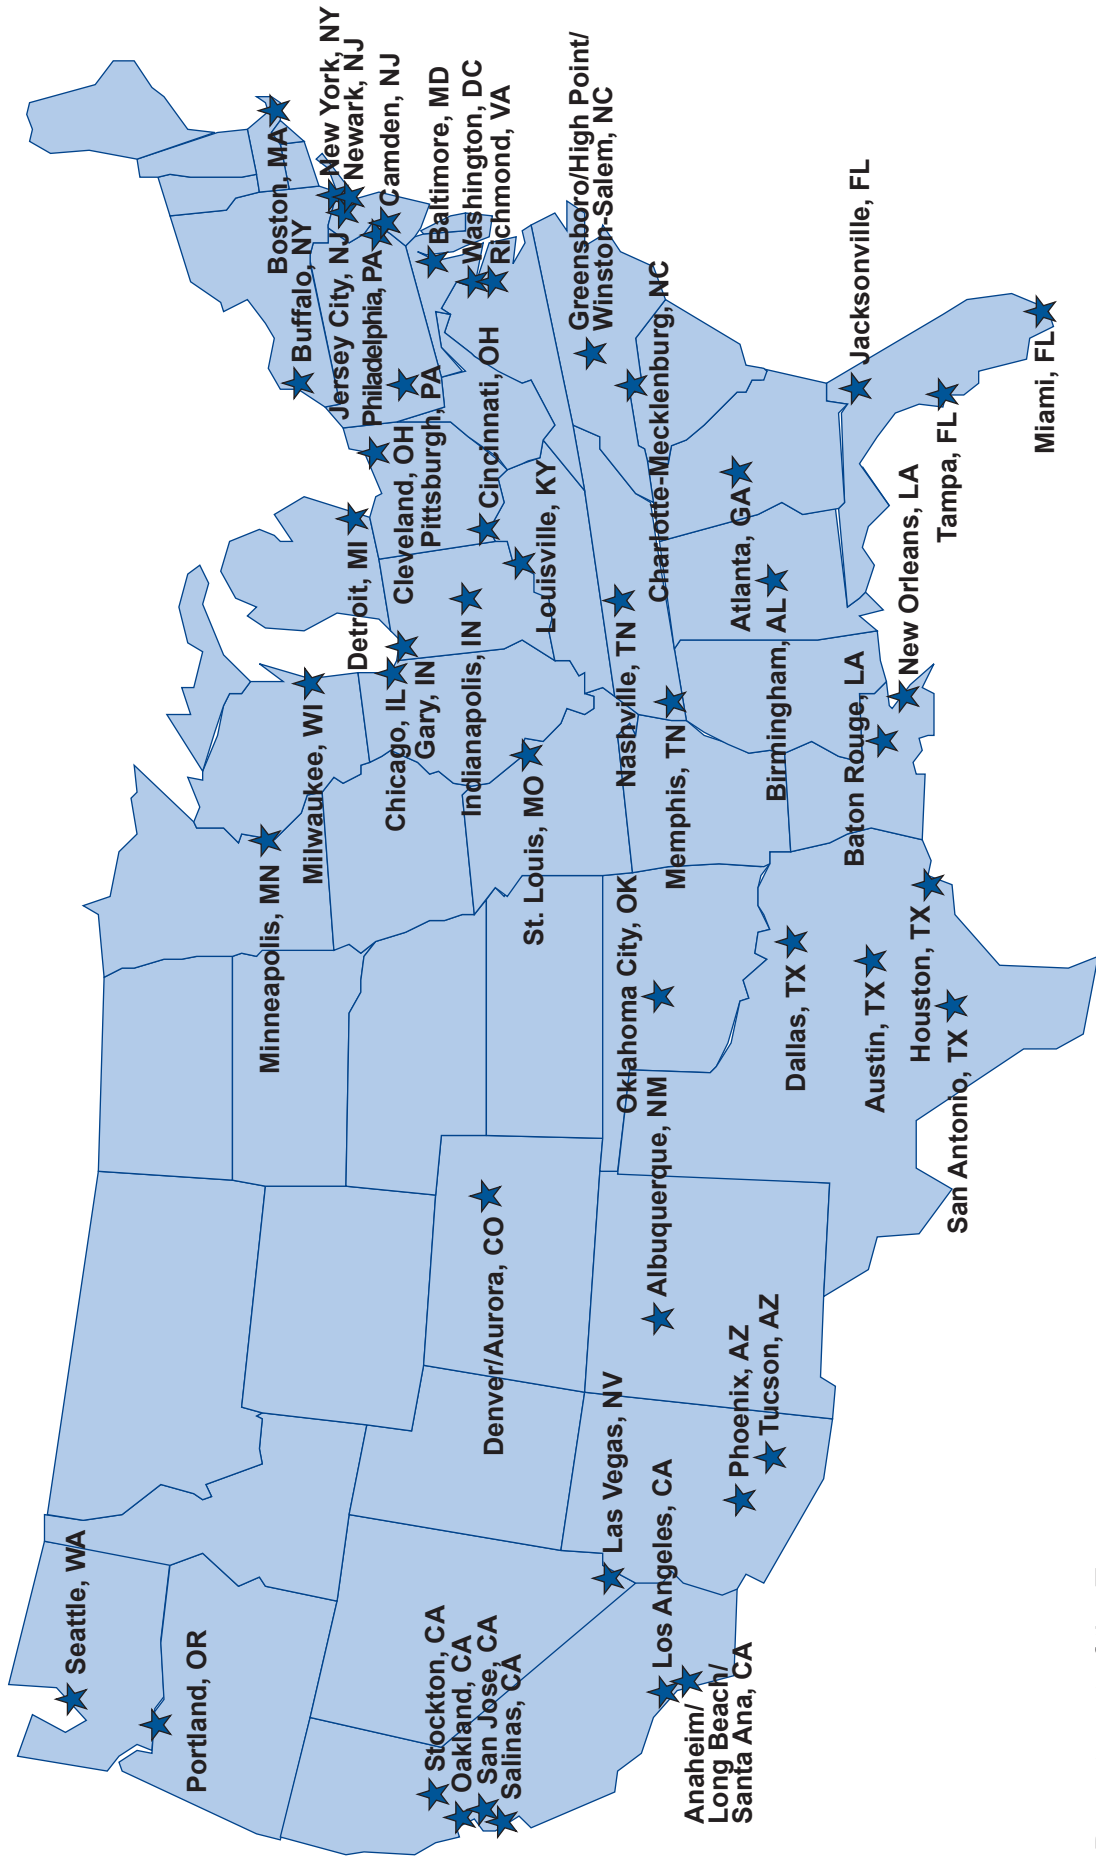 Seattle, WA
Portland, OR
Stockton, CA
Oakland, CA
San Jose, CA
Salinas, CA
Los Angeles, CA
Anaheim/
Long Beach/
Santa Ana, CA
Las Vegas, NV
Phoenix, AZ
Tucson, AZ
Denver/Aurora, CO
Albuquerque, NM
Oklahoma City, OK
Dallas, TX
Austin, TX
Houston, TX
San Antonio, TX
Minneapolis, MN
Milwaukee, WI
Chicago, IL
Gary, IN
Indianapolis, IN
St. Louis, MO
Nashville, TN
Memphis, TN
Birmingham, AL
Baton Rouge, LA
New Orleans, LA
Detroit, MI
Cleveland, OH
Pittsburgh, PA
Cincinnati, OH
Louisville, KY
Charlotte-Mecklenburg, NC
Atlanta, GA
Greensboro/High Point/
Winston-Salem, NC
Jacksonville, FL
Tampa, FL
Miami, FL
Boston, MA
Buffalo, NY
Jersey City, NJ
Philadelphia, PA
New York, NY
Newark, NJ
Camden, NJ
Baltimore, MD
Washington, DC
Richmond, VA